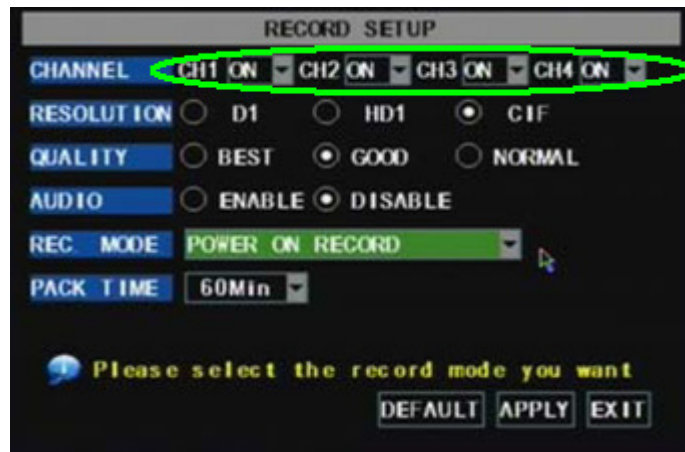 RECORD SETUP
CHANNEL CH1 ON CH2 ON CH3 ON CH4 ON
RESOLUTION D1 HD1 CIF
QUALITY BEST GOOD NORMAL
AUDIO ENABLE DISABLE
REC MODE POWER ON RECORD
PACK TIME 60Min
Please select the record mode you want
DEFAULT APPLY EXIT